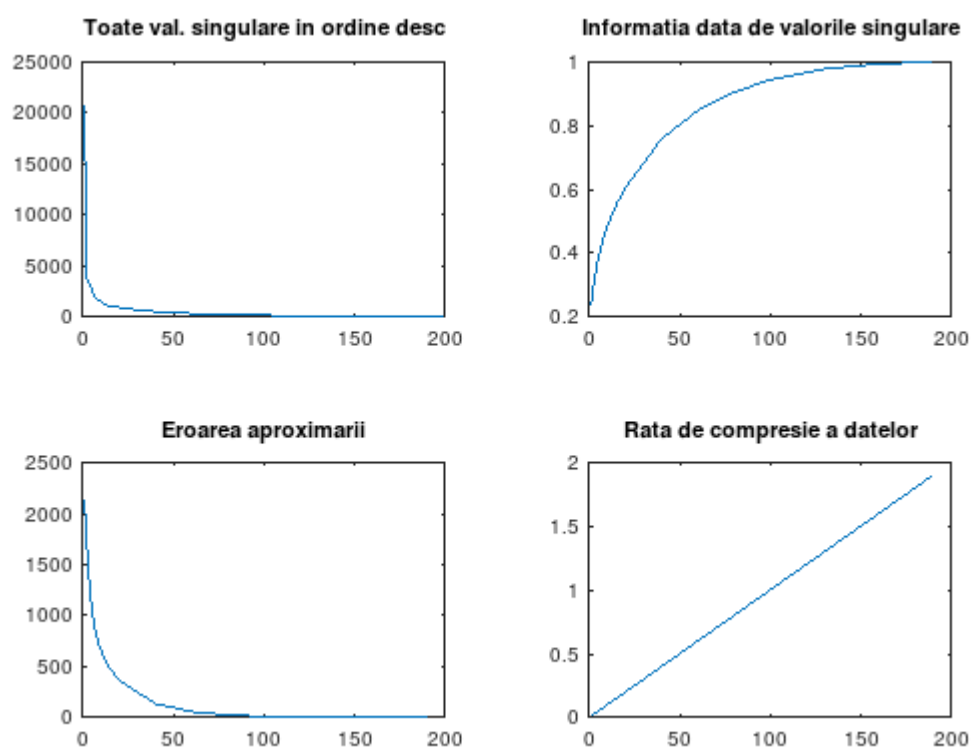 Toate val. singulare in ordine desc
25000
20000
15000
10000
5000
0
0 50 100 150 200
Informatia data de valorile singulare
1
0.8
0.6
0.4
0.2
0 50 100 150 200
Eroarea aproximarii
2500
2000
1500
1000
500
0
0 50 100 150 200
Rata de compresie a datelor
2
1.5
1
0.5
0
0 50 100 150 200